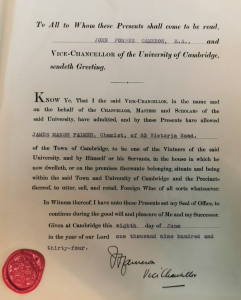 To All to Whom these Presents shall come to be read,
JOHN FORBES CAMERON, M.A., and
VICE-CHANCELLOR of the University of Cambridge,
sendeth Greeting.
KNOW Ye, That I the said VICE-CHANCELLOR, in the name and
on the behalf of the CHANCELLOR, MASTERS and SCHOLARS of the
said University, have admitted, and by these Presents have allowed
JAMES MASON PALMER, Chemist, of 23 Victoria Road,
of the Town of Cambridge, to be one of the Vintners of the said
University, and by Himself or his Servants, in the house in which he
now dwelleth, or on the premises thereunto belonging, situate and being
within the said Town and University of Cambridge and the Precincts
thereof, to utter, sell, and retail, Foreign Wine of all sorts whatsoever.
In Witness thereof, I have unto these Presents set my Seal of Office, to
continue during the good will and pleasure of Me and my Successor.
Given at Cambridge this eighth day of June
in the year of our Lord one thousand nine hundred and
thirty-four.
J F Cameron
Vice Chancellor